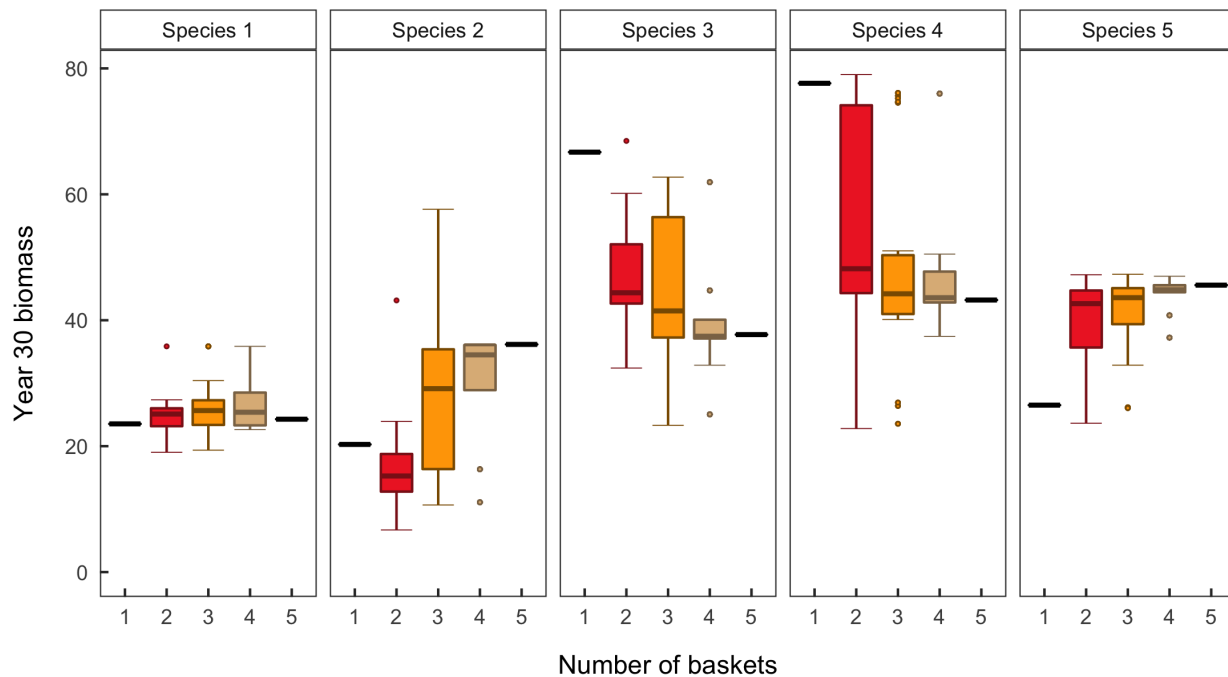 Species 1 Species 2 Species 3 Species 4 Species 5
80
60
40
20
0
Year 30 biomass
1 2 3 4 5 1 2 3 4 5 1 2 3 4 5 1 2 3 4 5 1 2 3 4 5
Number of baskets